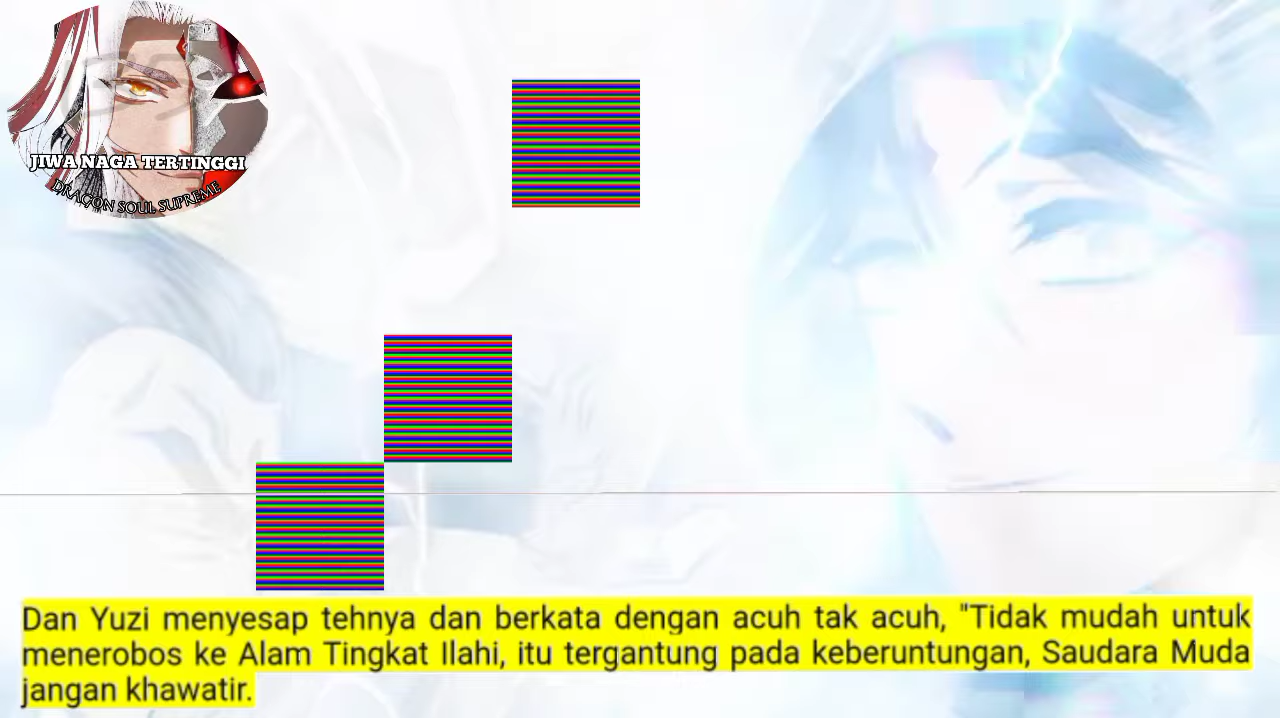 JIWA NAGA TERTINGGI
DRAGON SOUL SUPREME
Dan Yuzi menyesap tehnya dan berkata dengan acuh tak acuh, "Tidak mudah untuk
menerobos ke Alam Tingkat Ilahi, itu tergantung pada keberuntungan, Saudara Muda
jangan khawatir.